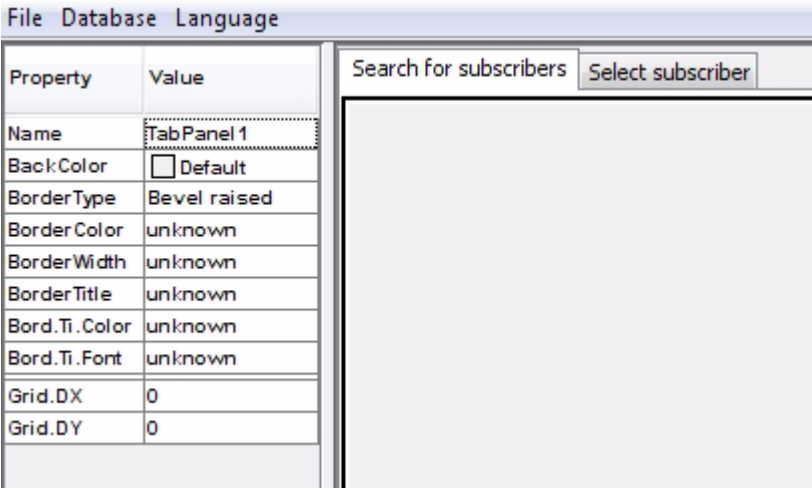 File Database Language
Property Value
Search for subscribers Select subscriber
Name TabPanel1
BackColor Default
BorderType Bevel raised
BorderColor unknown
BorderWidth unknown
BorderTitle unknown
Bord.Ti.Color unknown
Bord.Ti.Font unknown
Grid.DX 0
Grid.DY 0